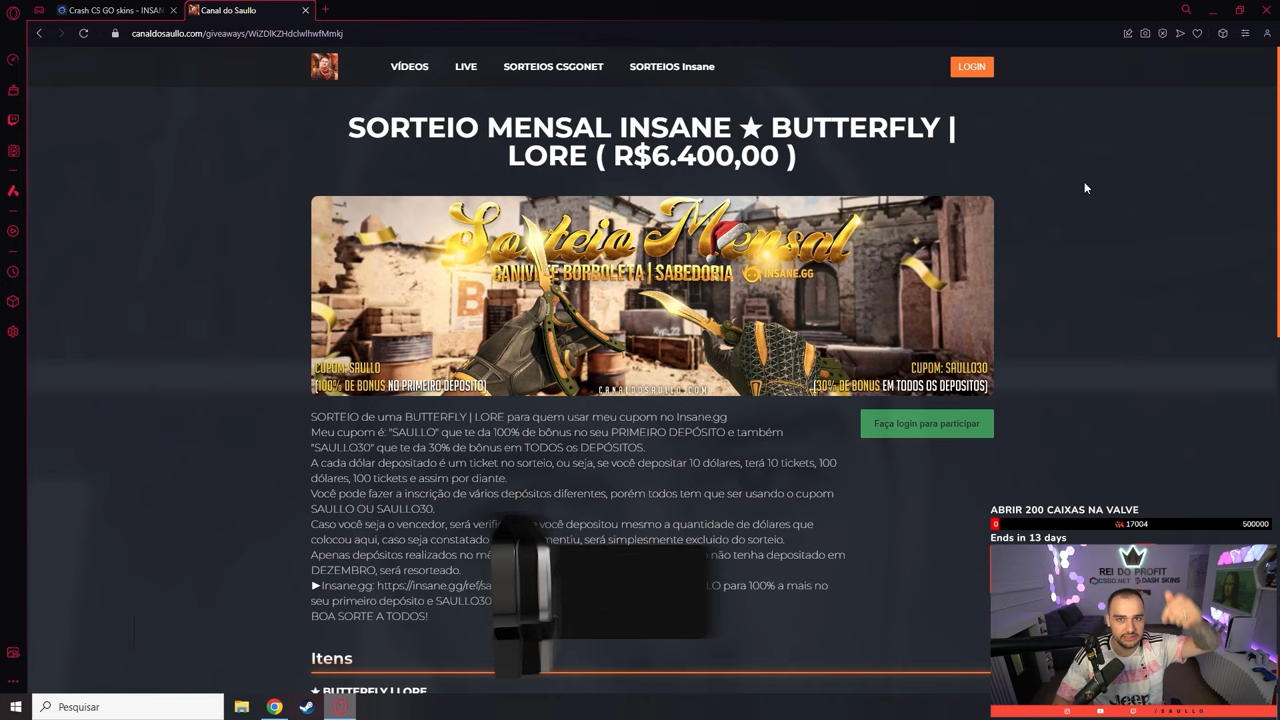 Crash CS GO skins - INSAN
Canal do Saullo
canaldosaullo.com/giveaways/WiZDlKZHdclwlhwfMmkj
VÍDEOS
LIVE
SORTEIOS CSGONET
SORTEIOS Insane
LOGIN
SORTEIO MENSAL INSANE ★ BUTTERFLY |
LORE ( R$6.400,00 )
Sorteio Mensal
CANIVETE BORBOLETA | SABEDORIA
INSANE.GG
CUPOM: SAULLO
(100% DE BONUS NO PRIMEIRO DEPOSITO)
CANALDOSAULLO.COM
CUPOM: SAULLO30
(30% DE BONUS EM TODOS OS DEPOSITOS)
SORTEIO de uma BUTTERFLY | LORE para quem usar meu cupom no Insane.gg
Meu cupom é: "SAULLO" que te da 100% de bônus no seu PRIMEIRO DEPÓSITO e também
"SAULLO30" que te da 30% de bônus em TODOS os DEPÓSITOS.
A cada dólar depositado é um ticket no sorteio, ou seja, se você depositar 10 dólares, terá 10 tickets, 100
dólares, 100 tickets e assim por diante.
Você pode fazer a inscrição de vários depósitos diferentes, porém todos tem que ser usando o cupom
SAULLO OU SAULLO30.
Caso você seja o vencedor, será você depositou mesmo a quantidade de dólares que
colocou aqui, caso seja constatado será simplesmente excluido do sorteio.
Apenas depósitos realizados no não tenha depositado em
DEZEMBRO, será resorteado.
►Insane.gg: https://insane.gg/ref/sa LO para 100% a mais no
seu primeiro depósito e SAULLO30
BOA SORTE A TODOS!
Faça login para participar
Itens
★ BUTTERFLY | LORE
ABRIR 200 CAIXAS NA VALVE
0
17004
500000
Ends in 13 days
REI DO PROFIT
CSGO.NET
DASH SKINS
/SAULLO
Pesquisar